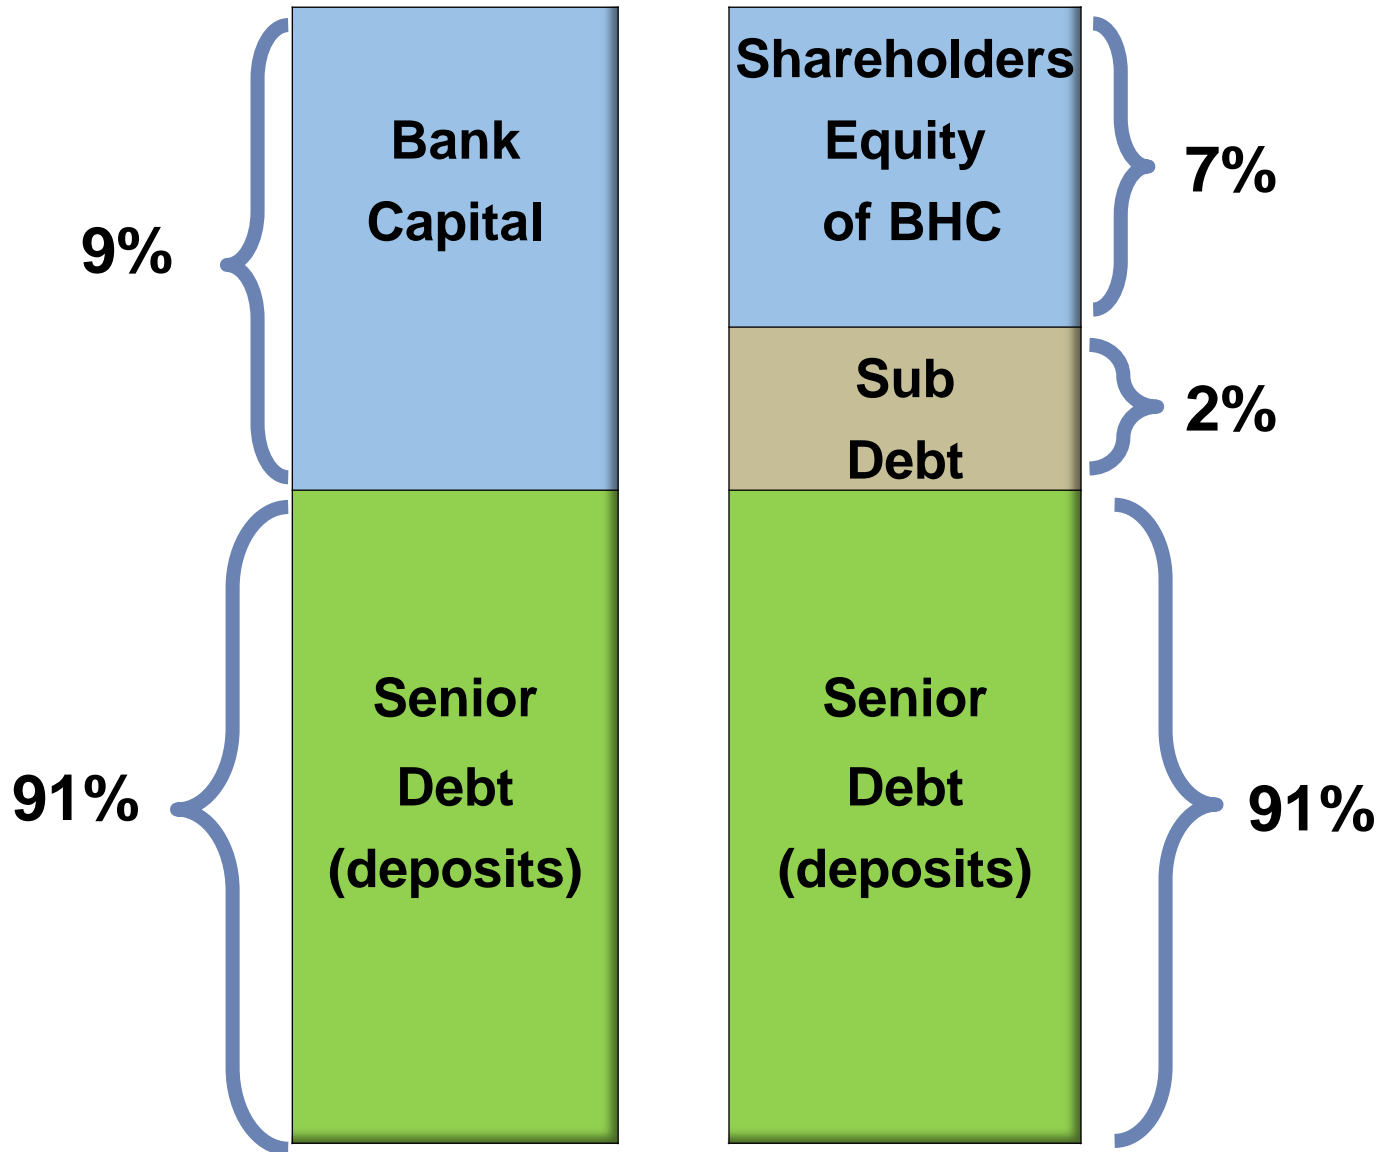 9%
Bank
Capital
91%
Senior
Debt
(deposits)
Shareholders
Equity
of BHC
7%
Sub
Debt
2%
Senior
Debt
(deposits)
91%